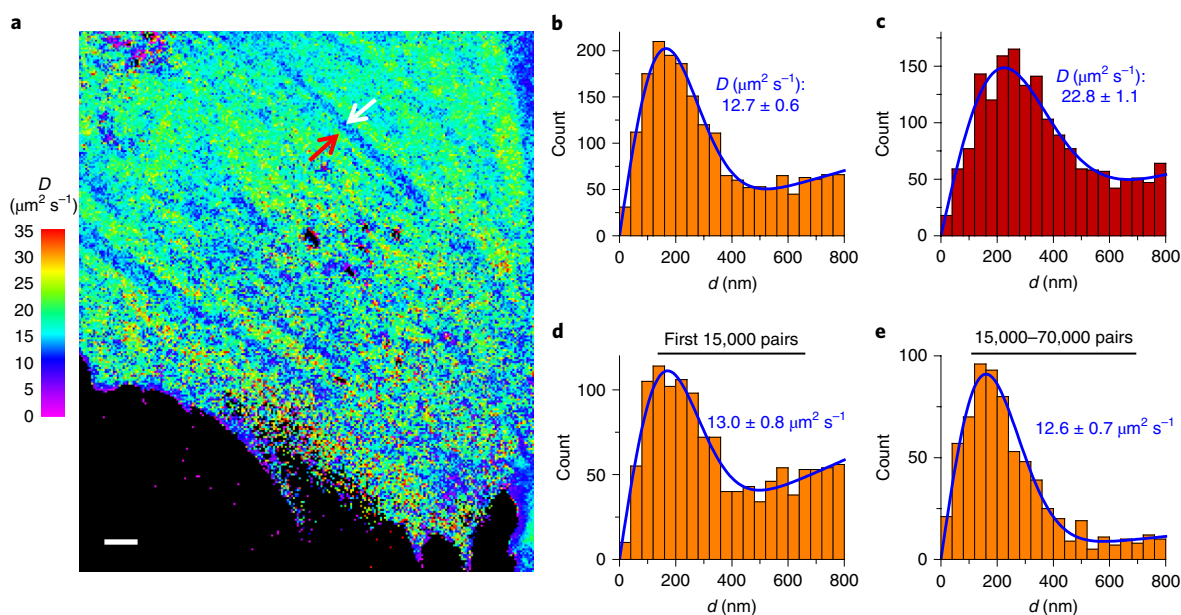 a
D
(μm² s⁻¹)
35
30
25
20
15
10
5
0
b
200
150
100
50
0
Count
D (μm² s⁻¹):
12.7 ± 0.6
0 200 400 600 800
d (nm)
c
150
100
50
0
Count
D (μm² s⁻¹):
22.8 ± 1.1
0 200 400 600 800
d (nm)
d
First 15,000 pairs
100
50
0
Count
13.0 ± 0.8 μm² s⁻¹
0 200 400 600 800
d (nm)
e
15,000–70,000 pairs
100
50
0
Count
12.6 ± 0.7 μm² s⁻¹
0 200 400 600 800
d (nm)